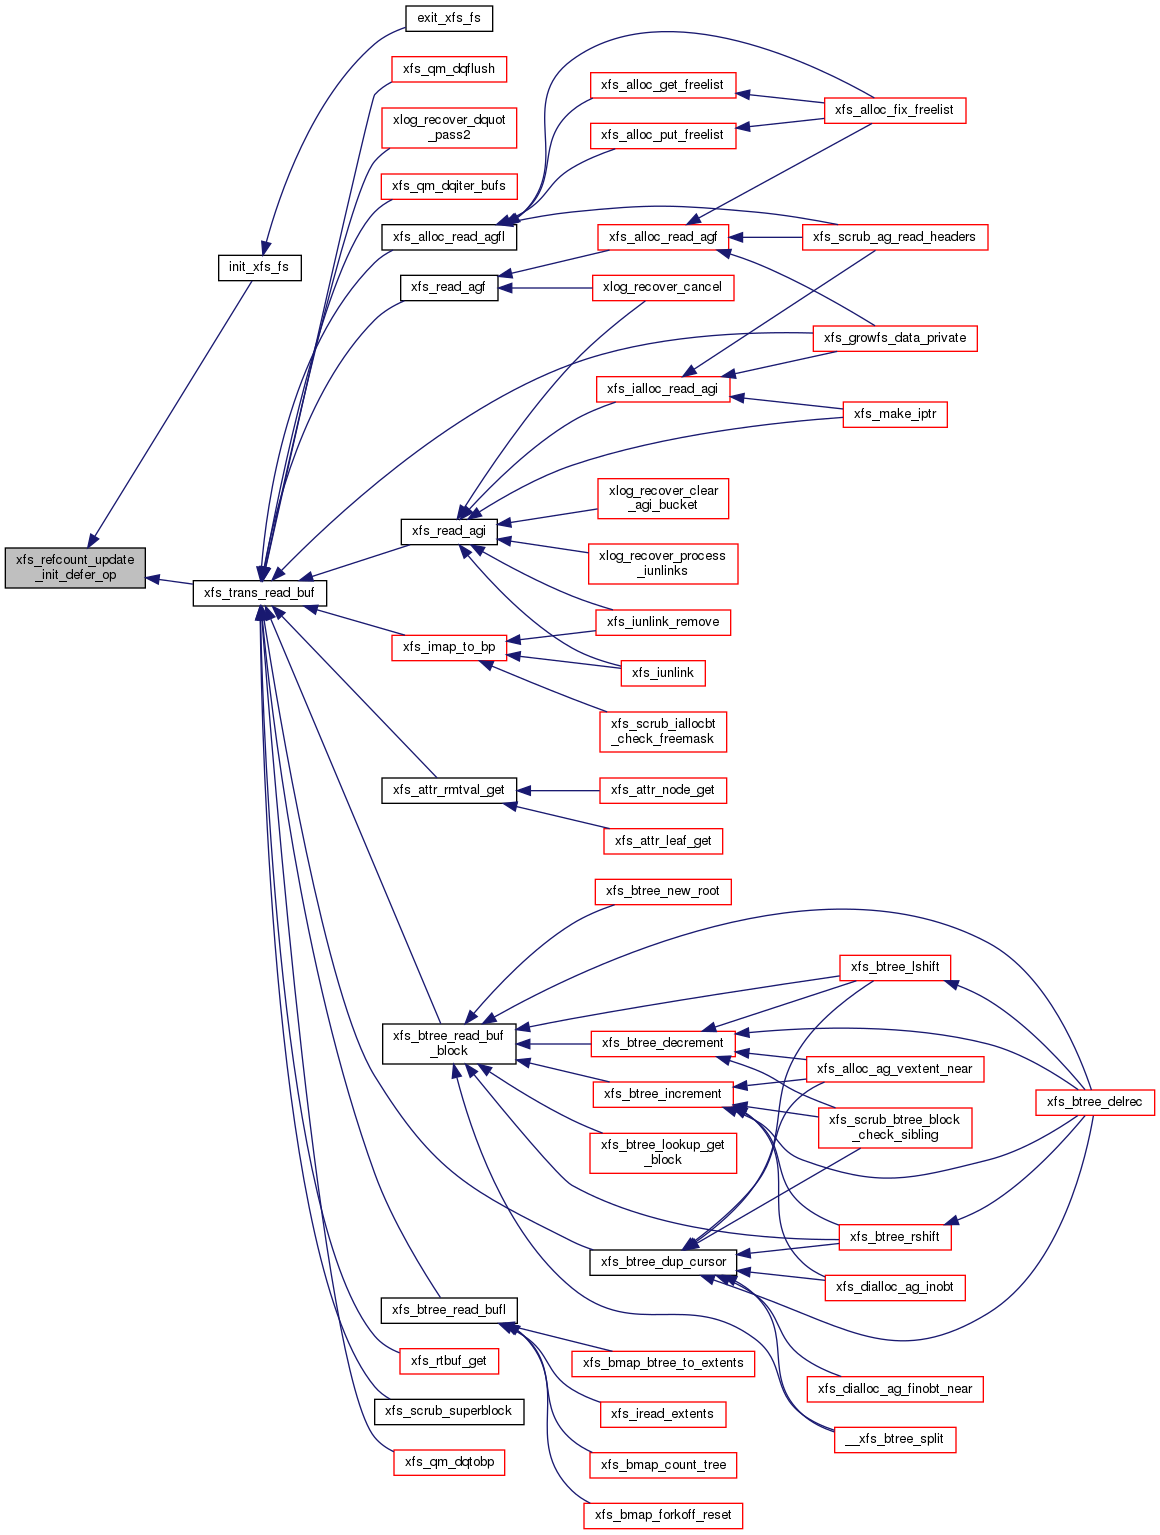 exit_xfs_fs
xfs_qm_dqflush
xfs_alloc_get_freelist
xfs_alloc_fix_freelist
xlog_recover_dquot
_pass2
xfs_alloc_put_freelist
xfs_qm_dqiter_bufs
xfs_alloc_read_agfl
xfs_alloc_read_agf
xfs_scrub_ag_read_headers
init_xfs_fs
xfs_read_agf
xlog_recover_cancel
xfs_growfs_data_private
xfs_ialloc_read_agi
xfs_make_iptr
xlog_recover_clear
_agi_bucket
xfs_read_agi
xfs_refcount_update
_init_defer_op
xlog_recover_process
_iunlinks
xfs_trans_read_buf
xfs_iunlink_remove
xfs_imap_to_bp
xfs_iunlink
xfs_scrub_iallocbt
_check_freemask
xfs_attr_rmtval_get
xfs_attr_node_get
xfs_attr_leaf_get
xfs_btree_new_root
xfs_btree_lshift
xfs_btree_read_buf
_block
xfs_btree_decrement
xfs_alloc_ag_vextent_near
xfs_btree_increment
xfs_btree_delrec
xfs_scrub_btree_block
_check_sibling
xfs_btree_lookup_get
_block
xfs_btree_rshift
xfs_btree_dup_cursor
xfs_dialloc_ag_inobt
xfs_btree_read_bufl
xfs_rtbuf_get
xfs_bmap_btree_to_extents
xfs_dialloc_ag_finobt_near
xfs_scrub_superblock
xfs_iread_extents
__xfs_btree_split
xfs_qm_dqtobp
xfs_bmap_count_tree
xfs_bmap_forkoff_reset